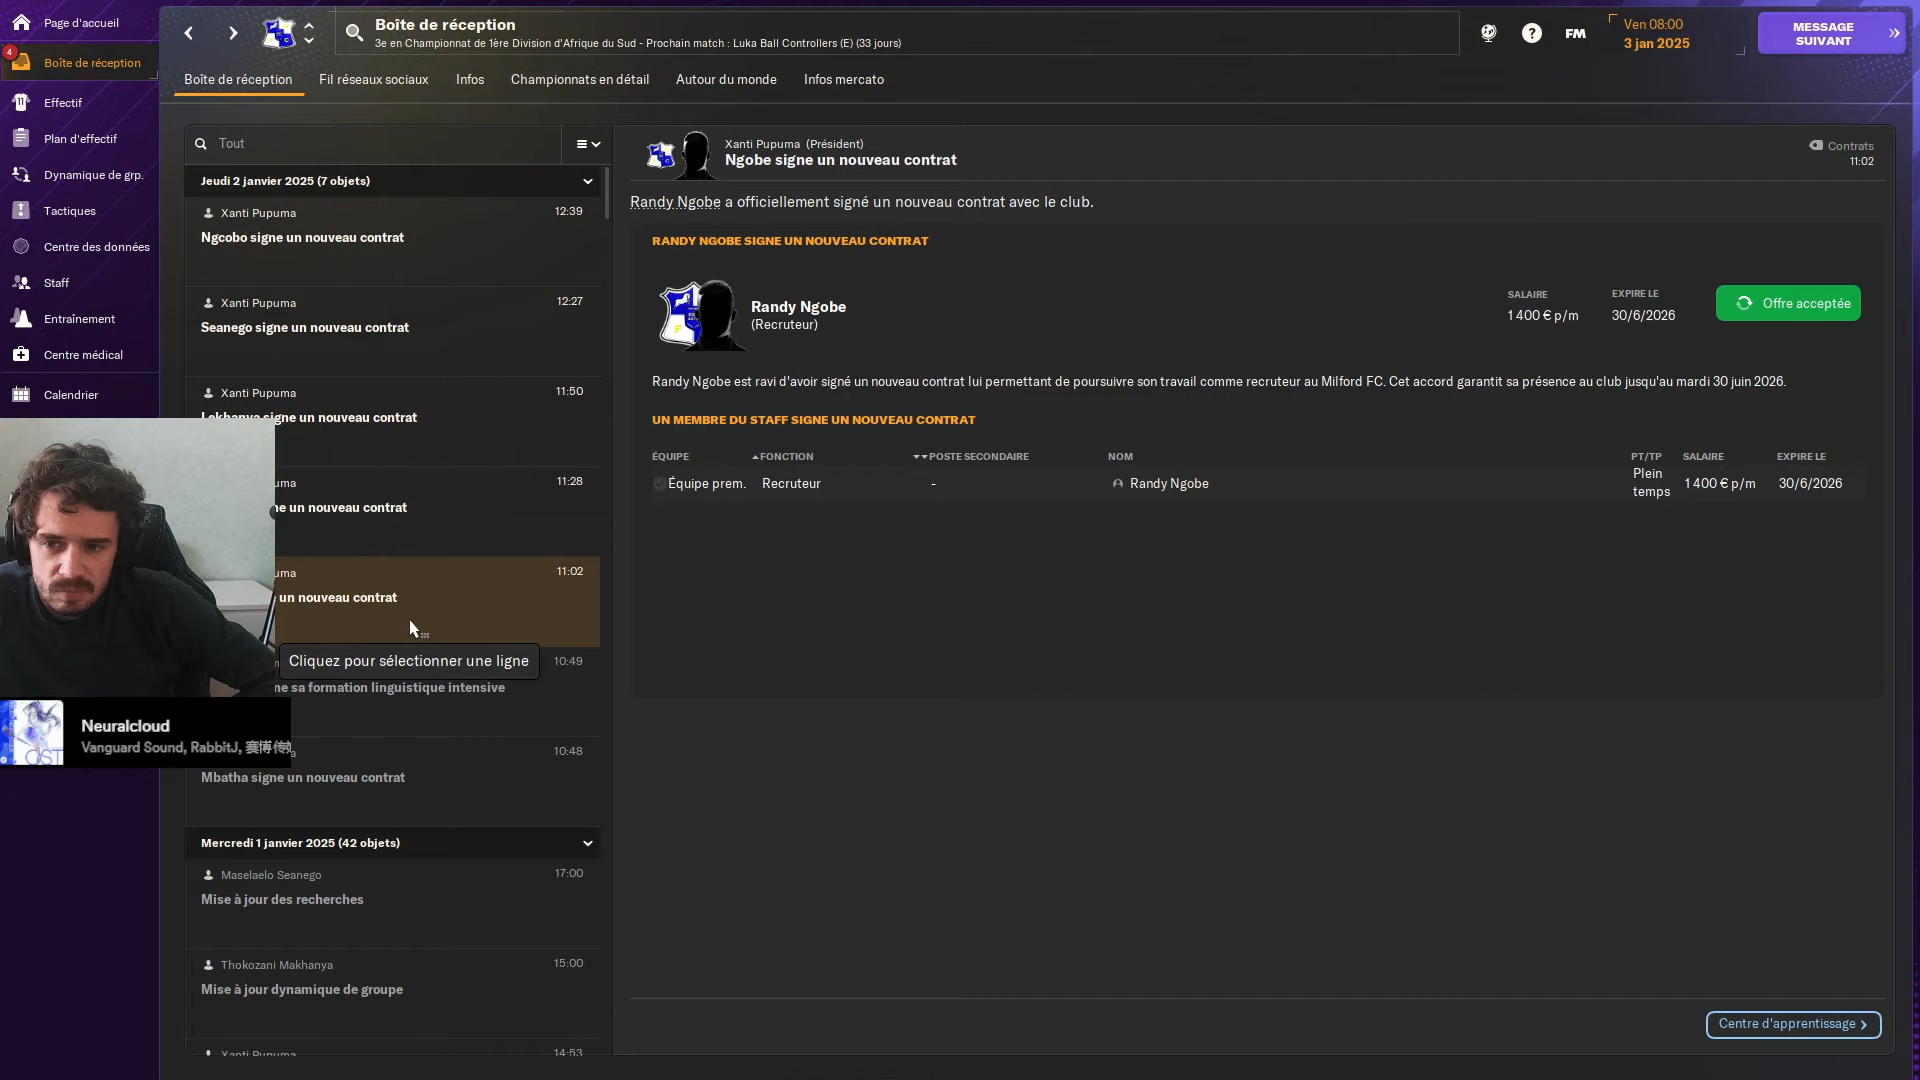 Page d'accueil
4
Boîte de réception
Effectif
Plan d'effectif
Dynamique de grp.
Tactiques
Centre des données
Staff
Entraînement
Centre médical
Calendrier
Boîte de réception
3e en Championnat de 1ère Division d'Afrique du Sud - Prochain match : Luka Ball Controllers (E) (33 jours)
?
FM
Ven 08:00
3 jan 2025
MESSAGE
SUIVANT
Boîte de réception
Fil réseaux sociaux
Infos
Championnats en détail
Autour du monde
Infos mercato
Tout
Jeudi 2 janvier 2025 (7 objets)
Xanti Pupuma
12:39
Ngcobo signe un nouveau contrat
Xanti Pupuma
12:27
Seanego signe un nouveau contrat
Xanti Pupuma
11:50
Lekhanya signe un nouveau contrat
uma
11:28
ne un nouveau contrat
uma
11:02
un nouveau contrat
Cliquez pour sélectionner une ligne
10:49
ne sa formation linguistique intensive
10:48
Mbatha signe un nouveau contrat
Mercredi 1 janvier 2025 (42 objets)
Maselaelo Seanego
17:00
Mise à jour des recherches
Thokozani Makhanya
15:00
Mise à jour dynamique de groupe
Xanti Pupuma
14:53
Neuralcloud
Vanguard Sound, RabbitJ, 赛博传
OST
Xanti Pupuma (Président)
Ngobe signe un nouveau contrat
Contrats
11:02
Randy Ngobe a officiellement signé un nouveau contrat avec le club.
RANDY NGOBE SIGNE UN NOUVEAU CONTRAT
Randy Ngobe
(Recruteur)
SALAIRE
1 400 € p/m
EXPIRE LE
30/6/2026
Offre acceptée
Randy Ngobe est ravi d'avoir signé un nouveau contrat lui permettant de poursuivre son travail comme recruteur au Milford FC. Cet accord garantit sa présence au club jusqu'au mardi 30 juin 2026.
UN MEMBRE DU STAFF SIGNE UN NOUVEAU CONTRAT
ÉQUIPE
FONCTION
POSTE SECONDAIRE
NOM
PT/TP
SALAIRE
EXPIRE LE
Équipe prem.
Recruteur
-
Randy Ngobe
Plein
temps
1 400 € p/m
30/6/2026
Centre d'apprentissage